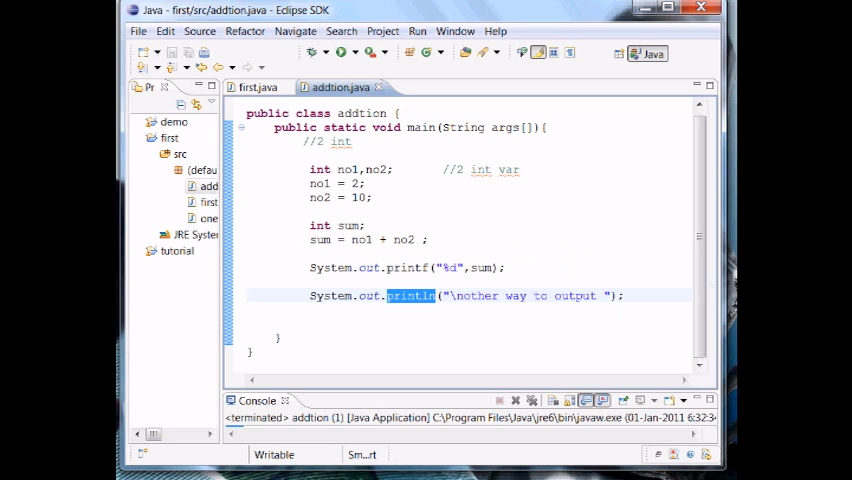 Java - first/src/addtion.java - Eclipse SDK
File Edit Source Refactor Navigate Search Project Run Window Help
Java
Pr
first.java
addtion.java
demo
first
src
(defau
add
first
one
JRE System
tutorial
public class addtion {
public static void main(String args[]){
//2 int
int no1,no2; //2 int var
no1 = 2;
no2 = 10;
int sum;
sum = no1 + no2 ;
System.out.printf("%d",sum);
System.out.println("\nother way to output ");
}
}
Console
<terminated> addtion (1) [Java Application] C:\Program Files\Java\jre6\bin\javaw.exe (01-Jan-2011 6:32:3
Writable
Sm...rt